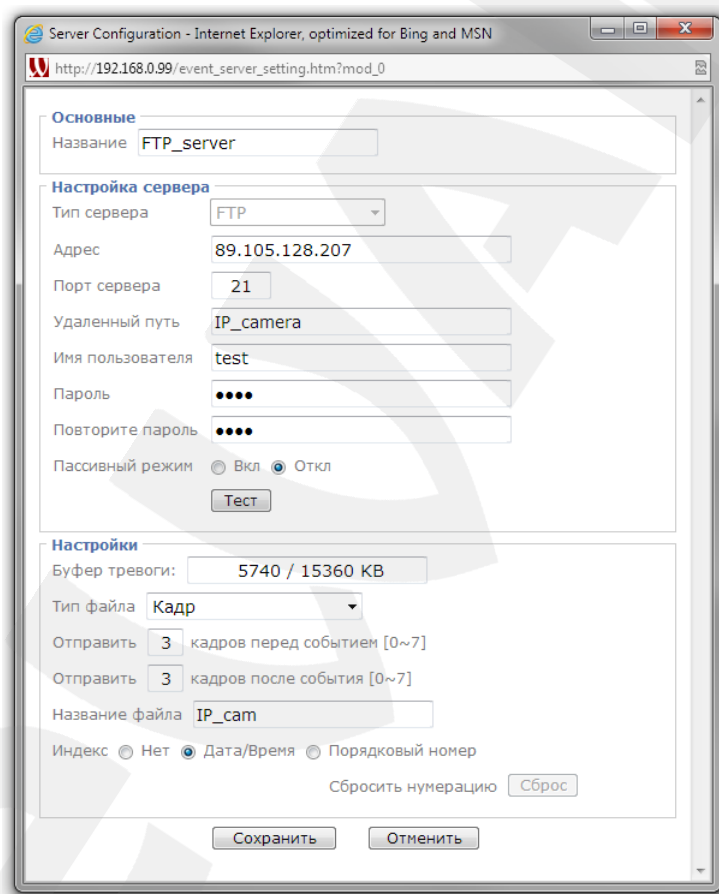 Server Configuration - Internet Explorer, optimized for Bing and MSN
http://192.168.0.99/event_server_setting.htm?mod_0
Основные
Название FTP_server
Настройка сервера
Тип сервера FTP
Адрес 89.105.128.207
Порт сервера 21
Удаленный путь IP_camera
Имя пользователя test
Пароль ••••
Повторите пароль ••••
Пассивный режим Вкл Откл
Тест
Настройки
Буфер тревоги: 5740 / 15360 KB
Тип файла Кадр
Отправить 3 кадров перед событием [0~7]
Отправить 3 кадров после события [0~7]
Название файла IP_cam
Индекс Нет Дата/Время Порядковый номер
Сбросить нумерацию Сброс
Сохранить Отменить